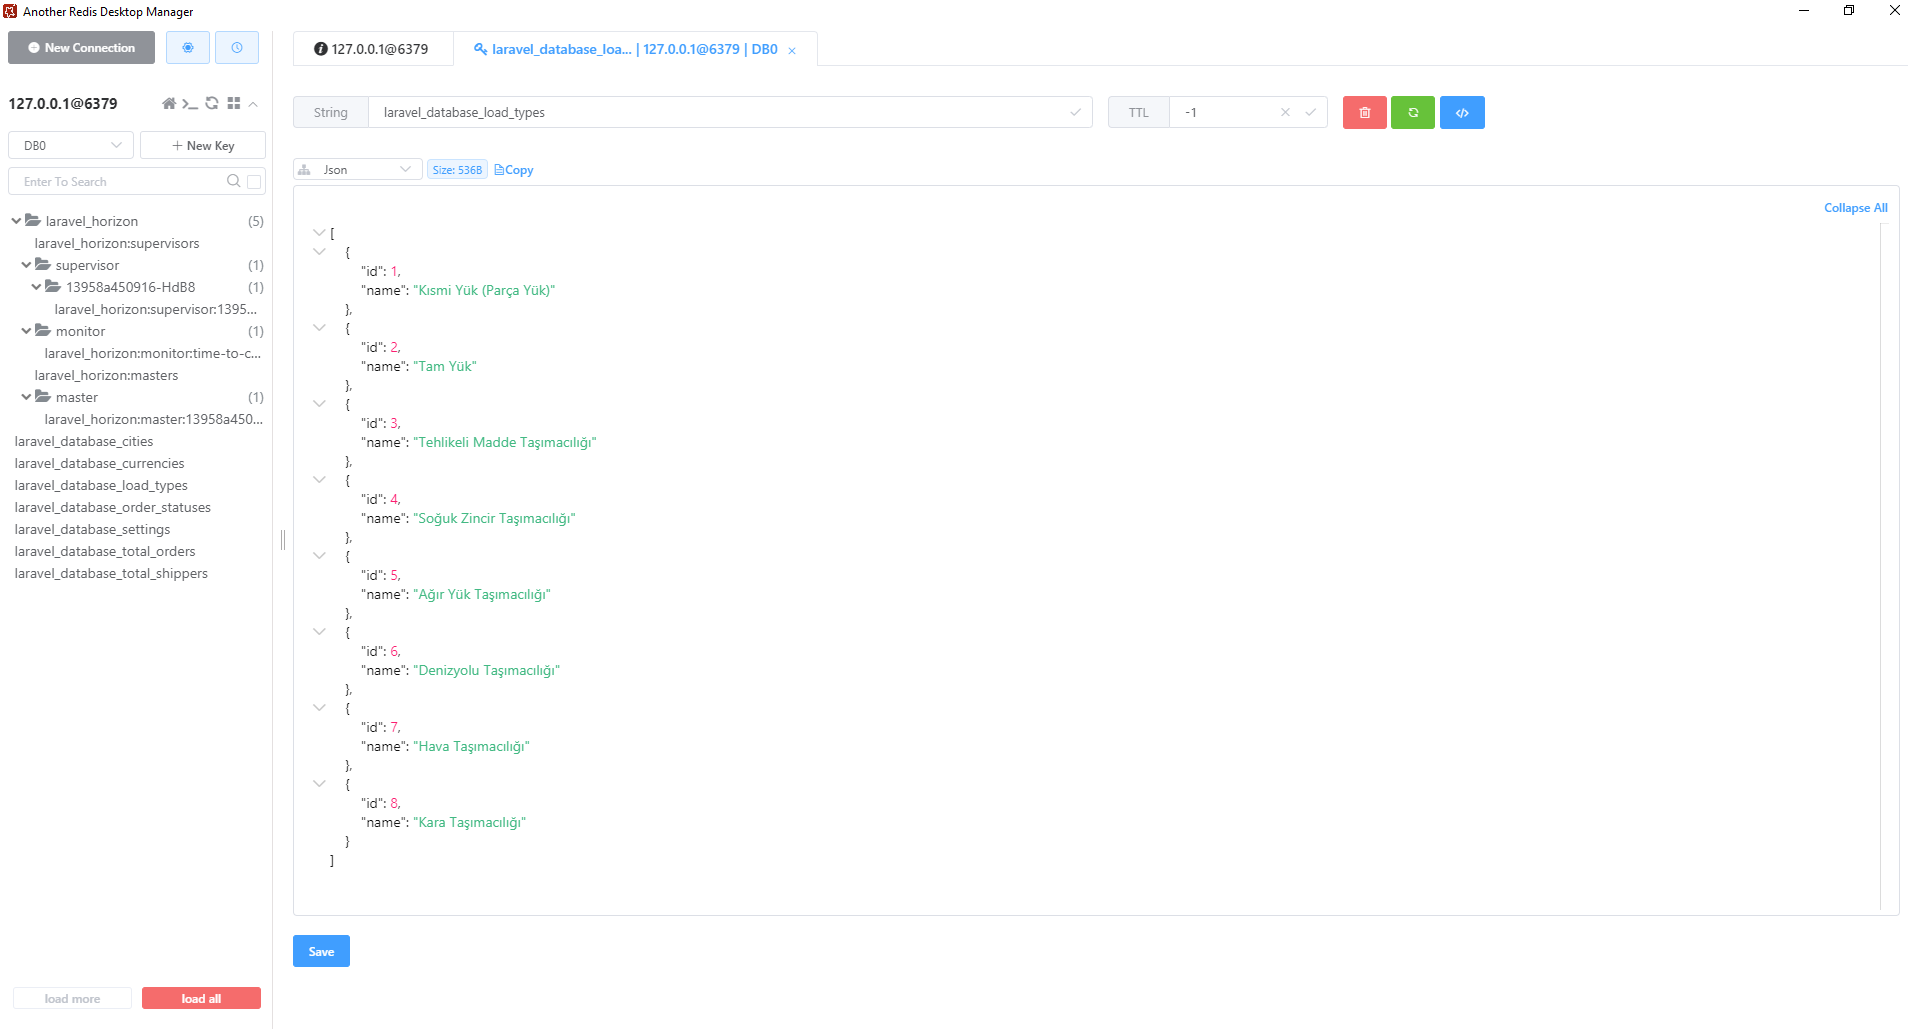 Another Redis Desktop Manager
New Connection
127.0.0.1@6379
DB0
New Key
Enter To Search
laravel_horizon (5)
laravel_horizon:supervisors
supervisor (1)
13958a450916-HdB8 (1)
laravel_horizon:supervisor:1395...
monitor (1)
laravel_horizon:monitor:time-to-c...
laravel_horizon:masters
master (1)
laravel_horizon:master:13958a450...
laravel_database_cities
laravel_database_currencies
laravel_database_load_types
laravel_database_order_statuses
laravel_database_settings
laravel_database_total_orders
laravel_database_total_shippers
load more load all
127.0.0.1@6379 laravel_database_loa... | 127.0.0.1@6379 | DB0
String laravel_database_load_types TTL -1
Json Size: 536B Copy
Collapse All
[
{
"id": 1,
"name": "Kısmi Yük (Parça Yük)"
},
{
"id": 2,
"name": "Tam Yük"
},
{
"id": 3,
"name": "Tehlikeli Madde Taşımacılığı"
},
{
"id": 4,
"name": "Soğuk Zincir Taşımacılığı"
},
{
"id": 5,
"name": "Ağır Yük Taşımacılığı"
},
{
"id": 6,
"name": "Denizyolu Taşımacılığı"
},
{
"id": 7,
"name": "Hava Taşımacılığı"
},
{
"id": 8,
"name": "Kara Taşımacılığı"
}
]
Save